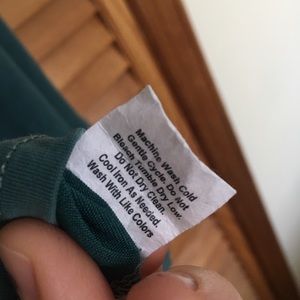 Machine Wash Cold
Gentle Cycle. Do Not
Bleach Tumble Dry Low.
Do Not Dry Clean.
Cool Iron As Needed.
Wash With Like Colors